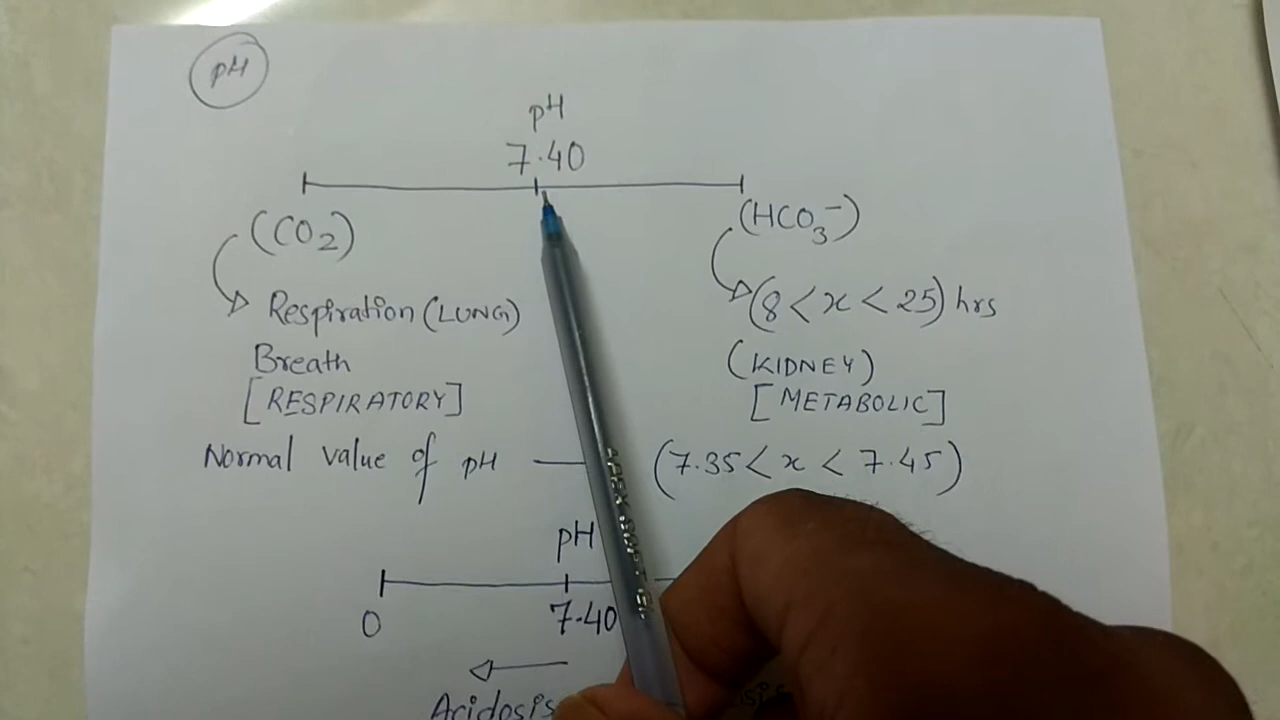 pH
pH
7.40
(CO₂) (HCO₃⁻)
Respiration (LUNG) (8 < x < 25) hrs
Breath (KIDNEY)
[RESPIRATORY] [METABOLIC]
Normal value of pH — (7.35 < x < 7.45)
pH
0 7.40
Acidosis